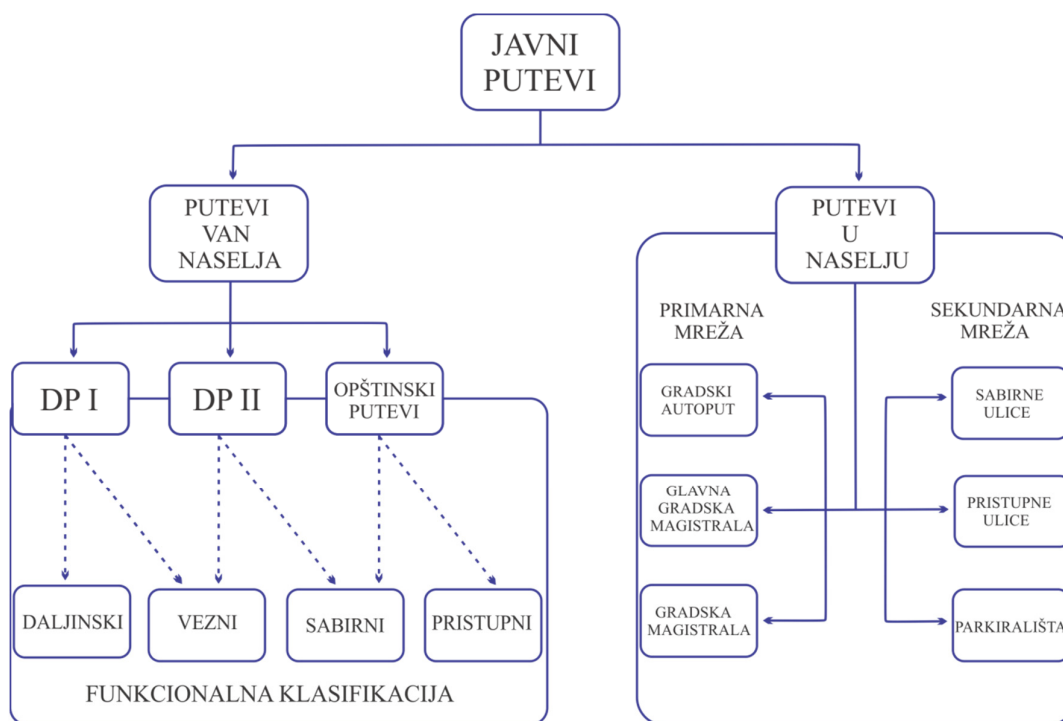 JAVNI
PUTEVI
PUTEVI
VAN
NASELJA
PUTEVI
U
NASELJU
DP I
DP II
OPŠTINSKI
PUTEVI
DALJINSKI
VEZNI
SABIRNI
PRISTUPNI
FUNKCIONALNA KLASIFIKACIJA
PRIMARNA
MREŽA
GRADSKI
AUTOPUT
GLAVNA
GRADSKA
MAGISTRALA
GRADSKA
MAGISTRALA
SEKUNDARNA
MREŽA
SABIRNE
ULICE
PRISTUPNE
ULICE
PARKIRALIŠTA